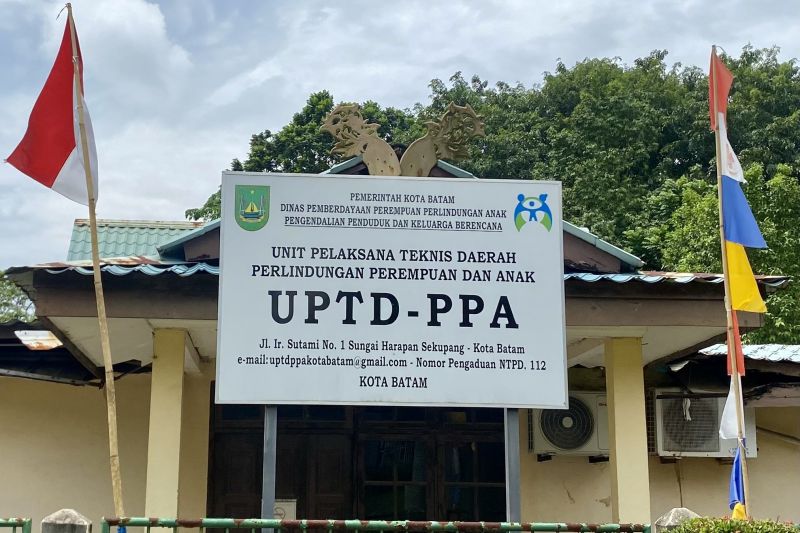 PEMERINTAH KOTA BATAM
DINAS PEMBERDAYAAN PEREMPUAN PERLINDUNGAN ANAK
PENGENDALIAN PENDUDUK DAN KELUARGA BERENCANA
UNIT PELAKSANA TEKNIS DAERAH
PERLINDUNGAN PEREMPUAN DAN ANAK
UPTD-PPA
Jl. Ir. Sutami No. 1 Sungai Harapan Sekupang - Kota Batam
e-mail: uptdppakotabatam@gmail.com - Nomor Pengaduan NTPD. 112
KOTA BATAM